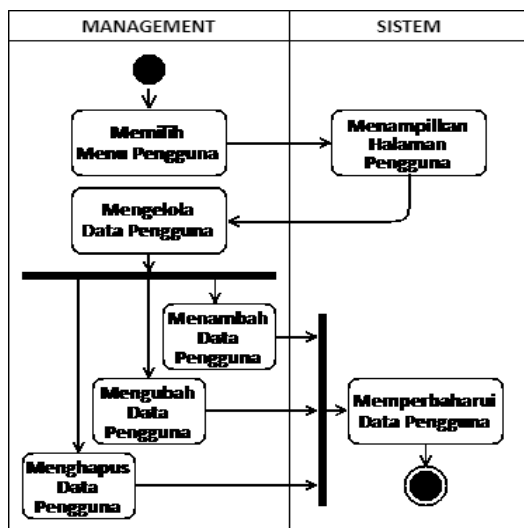 MANAGEMENT
SISTEM
Memilih
Menu Pengguna
Menampilkan
Halaman
Pengguna
Mengelola
Data Pengguna
Menambah
Data
Pengguna
Mengubah
Data
Pengguna
Memperbaharui
Data Pengguna
Menghapus
Data
Pengguna